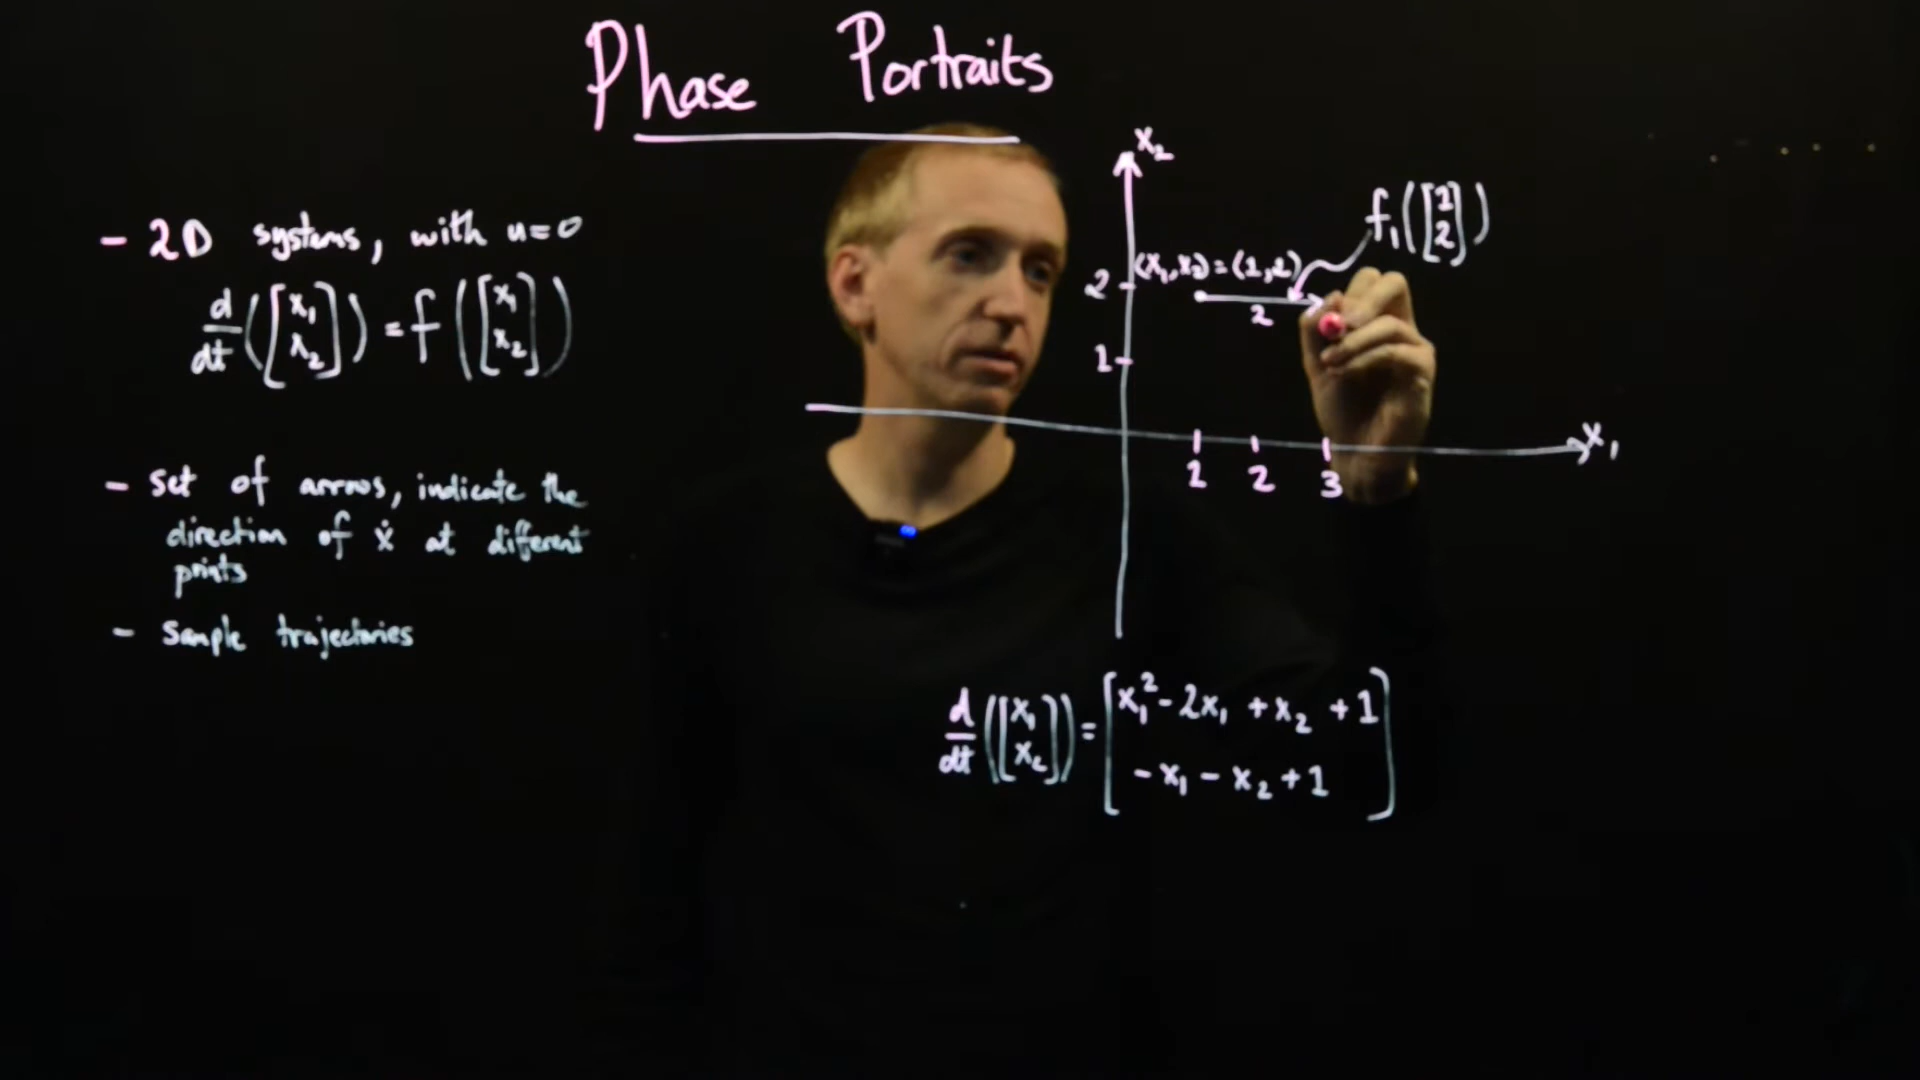 Phase Portraits
- 2D systems, with u=0
d/dt ([x₁ x₂]) = f ([x₁ x₂])
- Set of arrows, indicate the
direction of ẋ at different
points
- Sample trajectories
x₂
f₁([1 2])
(x₁,x₂)=(1,2)
2
2
1
x₁
1 2 3
d/dt ([x₁ x₂]) = [x₁² - 2x₁ + x₂ + 1
- x₁ - x₂ + 1]